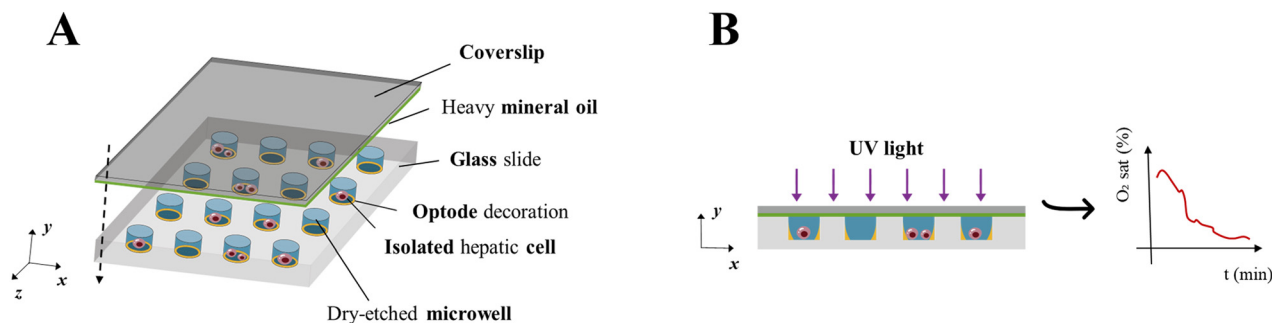 A
Coverslip
Heavy mineral oil
Glass slide
Optode decoration
Isolated hepatic cell
Dry-etched microwell
y
x
z
B
UV light
y
x
O₂ sat (%)
t (min)